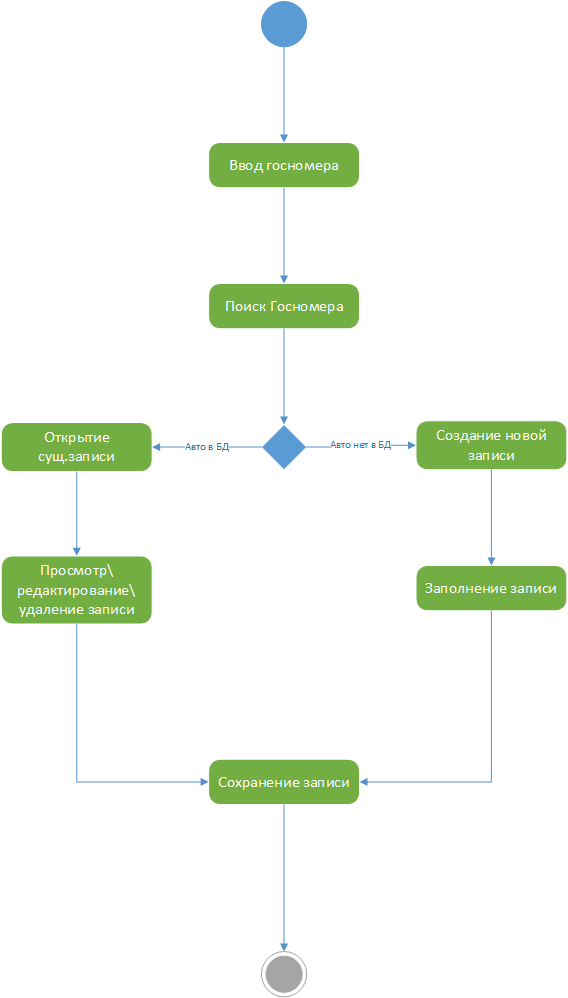 Ввод госномера
Поиск Госномера
Открытие
сущ.записи
Авто в БД
Авто нет в БД
Создание новой
записи
Просмотр\
редактирование\
удаление записи
Заполнение записи
Сохранение записи